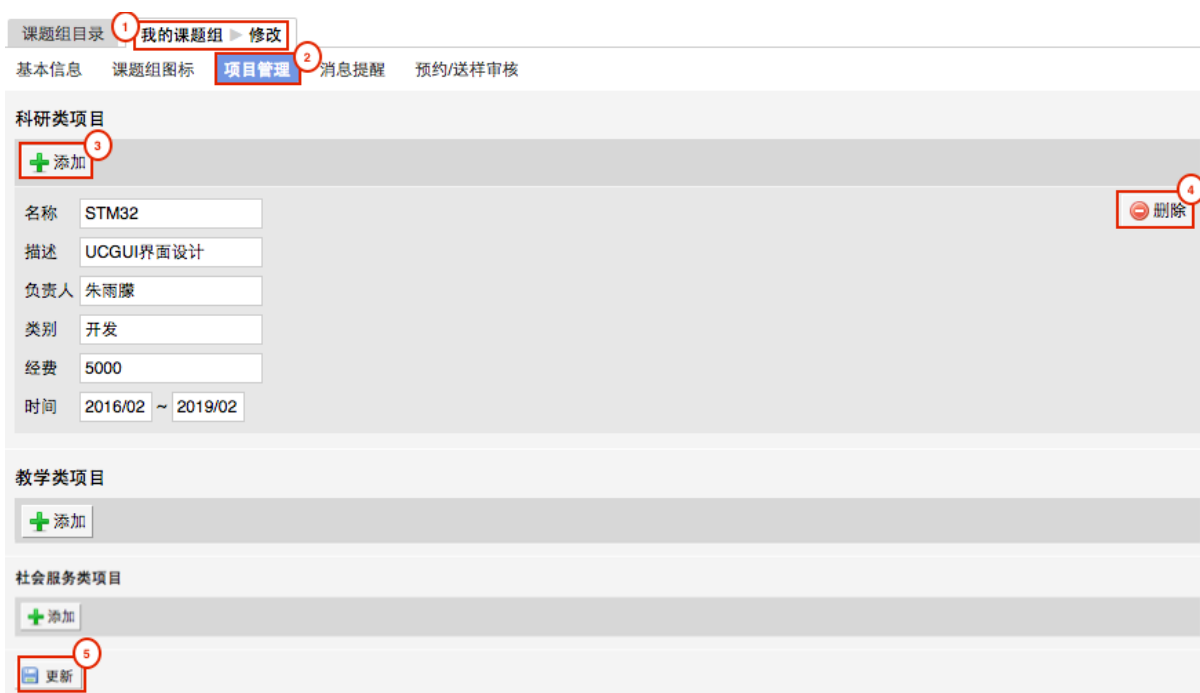 课题组目录 1 我的课题组 ▶ 修改
基本信息 课题组图标 项目管理 2 消息提醒 预约/送样审核
科研类项目
添加 3
4
名称 STM32 删除
描述 UCGUI界面设计
负责人 朱雨朦
类别 开发
经费 5000
时间 2016/02 ~ 2019/02
教学类项目
添加
社会服务类项目
添加
5
更新